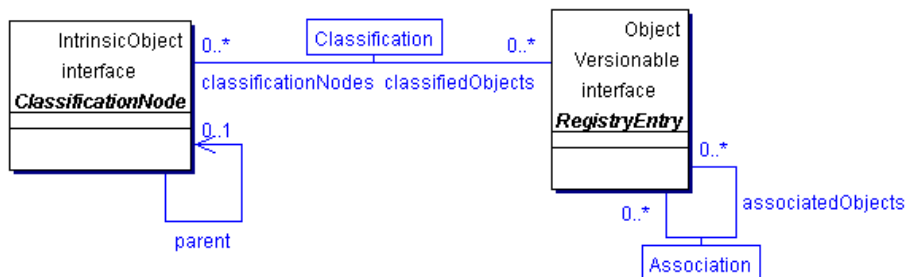 IntrinsicObject
interface
ClassificationNode
0..*
Classification
0..*
classificationNodes classifiedObjects
Object
Versionable
interface
RegistryEntry
0..1
parent
0..*
0..*
associatedObjects
Association